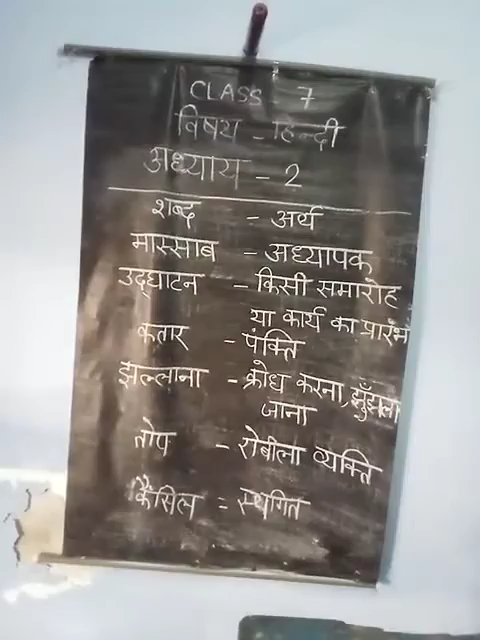 CLASS 7
विषय - हिन्दी
अध्याय - 2
शब्द - अर्थ
मास्साब - अध्यापक
उद्घाटन - किसी समारोह
या कार्य का प्रारंभ
कतार - पंक्ति
झल्लाना - क्रोध करना, झुँझला
जाना
तोप - रोबीला व्यक्ति
कैंसिल = स्थगित